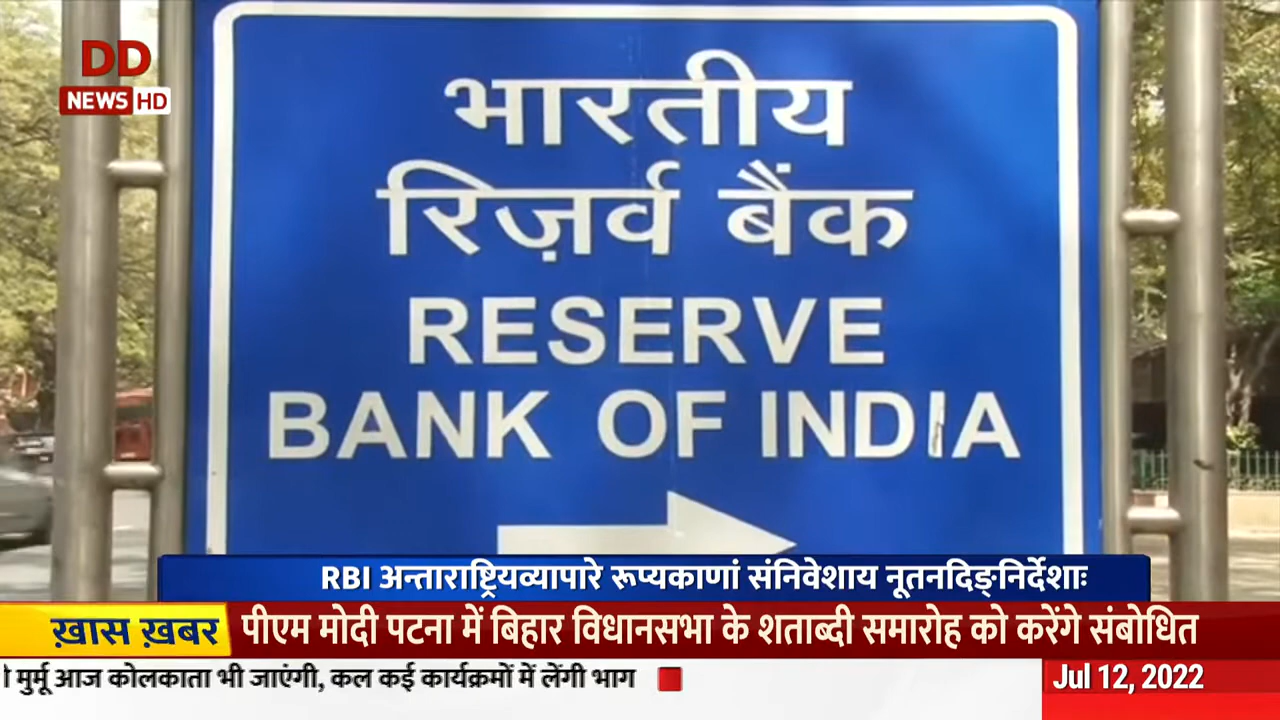 DD
NEWS HD
भारतीय
रिज़र्व बैंक
RESERVE
BANK OF INDIA
RBI अन्ताराष्ट्रियव्यापारे रूप्यकाणां संनिवेशाय नूतनदिङ्निर्देशाः
ख़ास ख़बर
पीएम मोदी पटना में बिहार विधानसभा के शताब्दी समारोह को करेंगे संबोधित
मुर्मू आज कोलकाता भी जाएंगी, कल कई कार्यक्रमों में लेंगी भाग
Jul 12, 2022